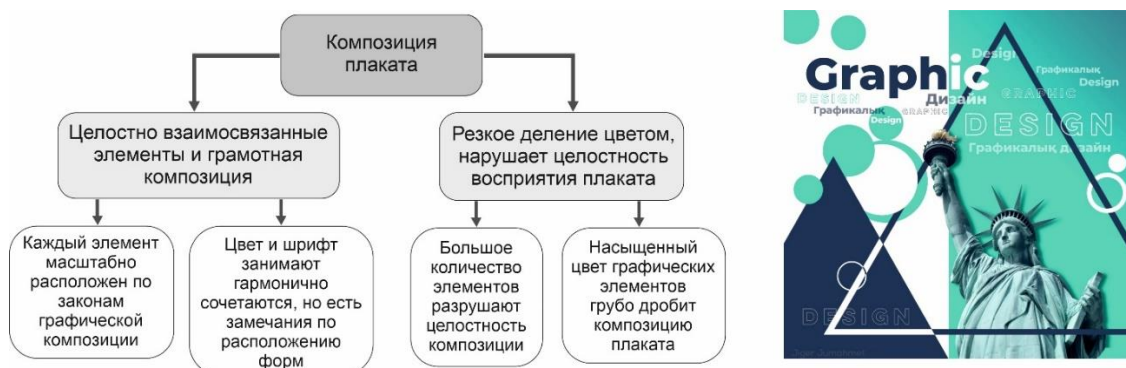 Композиция
плаката
Целостно взаимосвязанные
элементы и грамотная
композиция
Резкое деление цветом,
нарушает целостность
восприятия плаката
Каждый элемент
масштабно
расположен по
законам
графической
композиции
Цвет и шрифт
занимают
гармонично
сочетаются, но есть
замечания по
расположению
форм
Большое
количество
элементов
разрушают
целостность
композиции
Насыщенный
цвет графических
элементов
грубо дробит
композицию
плаката
Desigı
Graphic
Графикалық
Design
DESIGN
Дизайн
GRAPHIC
Графикалық
GRAPHIC
Design
DESIGN
Графикалық дизайн
DESIGN